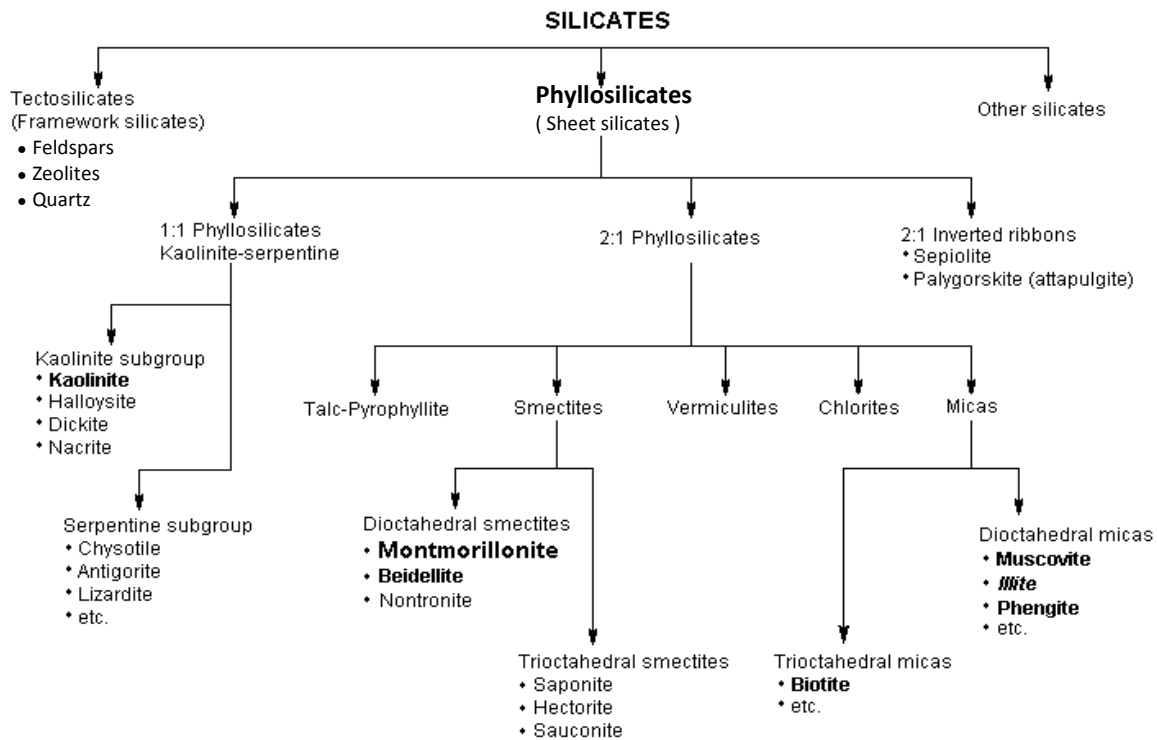 SILICATES
Tectosilicates
(Framework silicates)
• Feldspars
• Zeolites
• Quartz
Phyllosilicates
( Sheet silicates )
Other silicates
1:1 Phyllosilicates
Kaolinite-serpentine
2:1 Phyllosilicates
2:1 Inverted ribbons
• Sepiolite
• Palygorskite (attapulgite)
Kaolinite subgroup
• Kaolinite
• Halloysite
• Dickite
• Nacrite
Talc-Pyrophyllite
Smectites
Vermiculites
Chlorites
Micas
Serpentine subgroup
• Chysotile
• Antigorite
• Lizardite
• etc.
Dioctahedral smectites
• Montmorillonite
• Beidellite
• Nontronite
Dioctahedral micas
• Muscovite
• Illite
• Phengite
• etc.
Trioctahedral smectites
• Saponite
• Hectorite
• Sauconite
Trioctahedral micas
• Biotite
• etc.